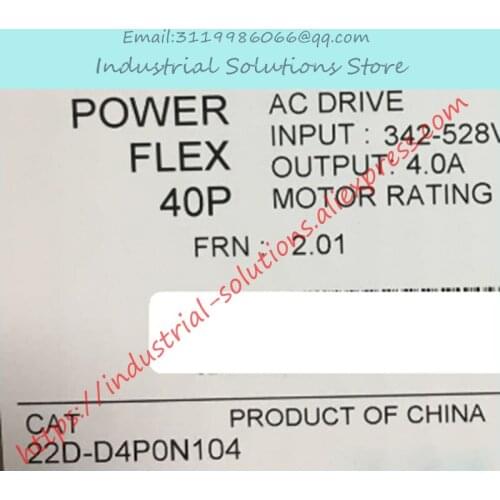 Email:3119986066@qq.com
Industrial Solutions Store
POWER
FLEX
40P
AC DRIVE
INPUT : 342-528V
OUTPUT: 4.0A
MOTOR RATING
FRN : 2.01
https://industrial-solutions.aliexpress.com/
CAT
PRODUCT OF CHINA
22D-D4P0N104